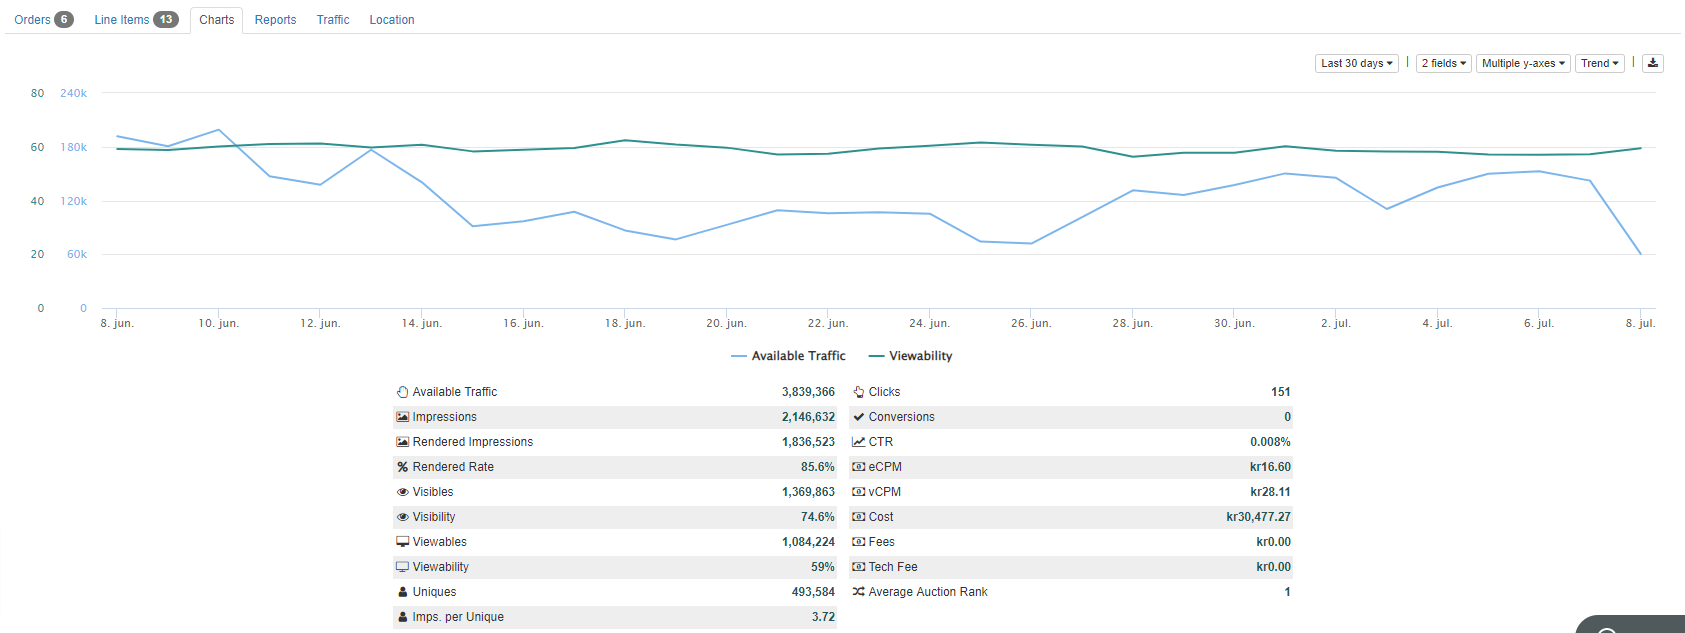 Orders 6 Line Items 13 Charts Reports Traffic Location
Last 30 days | 2 fields Multiple y-axes Trend |
80 240k
60 180k
40 120k
20 60k
0 0
8. jun. 10. jun. 12. jun. 14. jun. 16. jun. 18. jun. 20. jun. 22. jun. 24. jun. 26. jun. 28. jun. 30. jun. 2. jul. 4. jul. 6. jul. 8. jul.
Available Traffic Viewability
Available Traffic 3,839,366 Clicks 151
Impressions 2,146,632 Conversions 0
Rendered Impressions 1,836,523 CTR 0.008%
Rendered Rate 85.6% eCPM kr16.60
Visibles 1,369,863 vCPM kr28.11
Visibility 74.6% Cost kr30,477.27
Viewables 1,084,224 Fees kr0.00
Viewability 59% Tech Fee kr0.00
Uniques 493,584 Average Auction Rank 1
Imps. per Unique 3.72